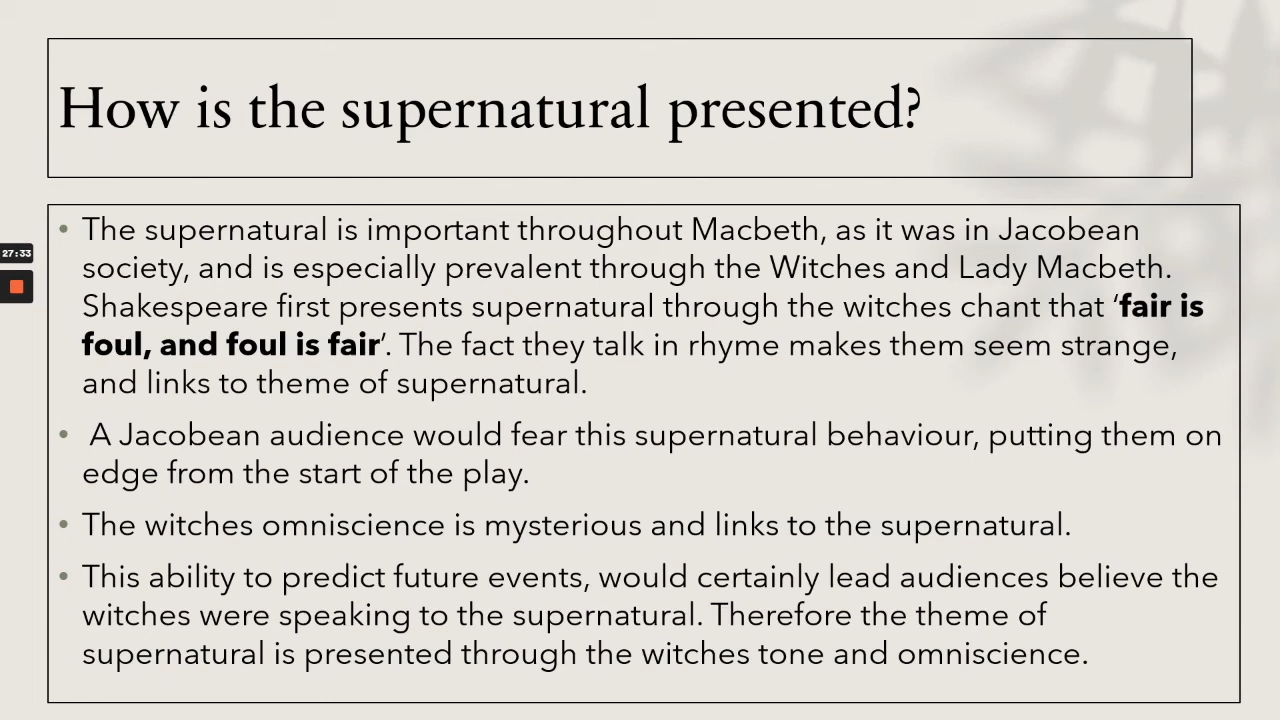 How is the supernatural presented?
27:33
• The supernatural is important throughout Macbeth, as it was in Jacobean
society, and is especially prevalent through the Witches and Lady Macbeth.
Shakespeare first presents supernatural through the witches chant that ‘fair is
foul, and foul is fair’. The fact they talk in rhyme makes them seem strange,
and links to theme of supernatural.
• A Jacobean audience would fear this supernatural behaviour, putting them on
edge from the start of the play.
• The witches omniscience is mysterious and links to the supernatural.
• This ability to predict future events, would certainly lead audiences believe the
witches were speaking to the supernatural. Therefore the theme of
supernatural is presented through the witches tone and omniscience.